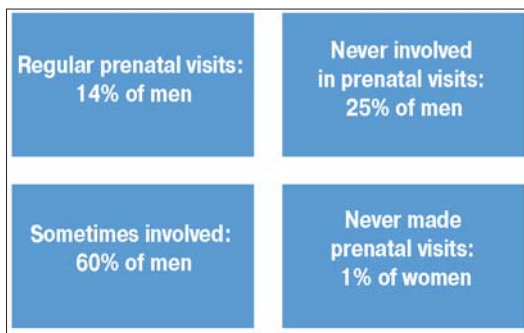 Regular prenatal visits:
14% of men
Never involved
in prenatal visits:
25% of men
Sometimes involved:
60% of men
Never made
prenatal visits:
1% of women